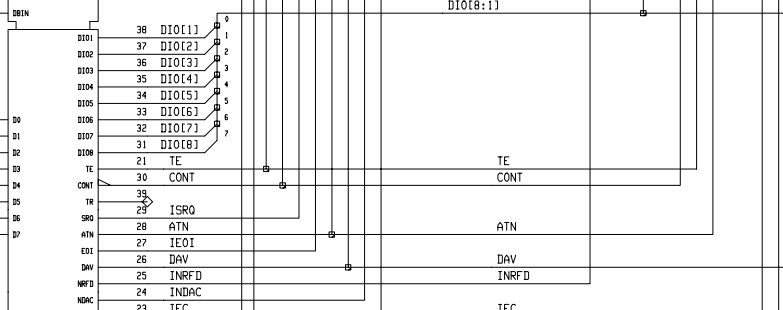 DIO[8:1]
DBIN
0
38 DIO[1]
DIO1
1
37 DIO[2]
DIO2
2
36 DIO[3]
DIO3
3
35 DIO[4]
DIO4
4
34 DIO[5]
DIO5
5
33 DIO[6]
D0 DIO6
6
32 DIO[7]
D1 DIO7
7
31 DIO[8]
D2 DIO8
21 TE TE
D3 TE
30 CONT CONT
D4 CONT
39
D5 TR
29 ISRQ
D6 SRQ
28 ATN ATN
D7 ATN
27 IEOI
EOI
26 DAV DAV
DAV
25 INRFD INRFD
NRFD
24 INDAC
NDAC
23 IFC IFC